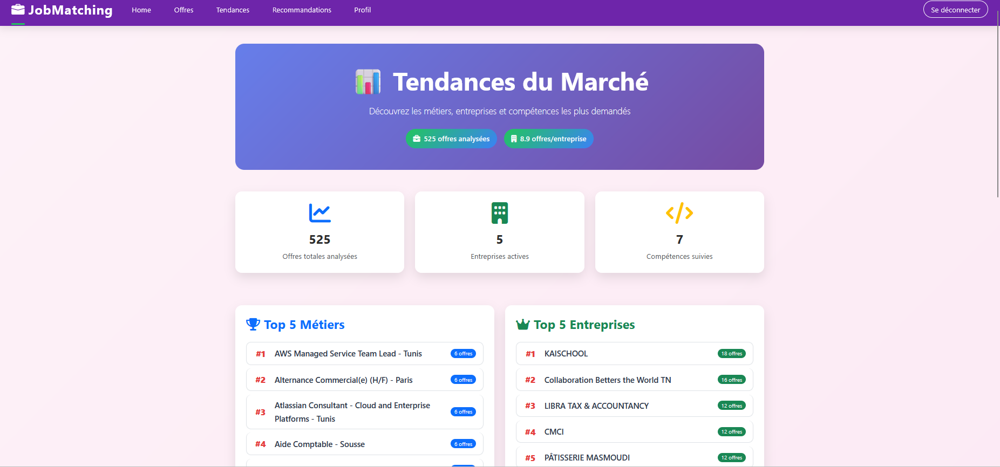 JobMatching
Home
Offres
Tendances
Recommandations
Profil
Se déconnecter
Tendances du Marché
Découvrez les métiers, entreprises et compétences les plus demandés
525 offres analysées
8.9 offres/entreprise
525
Offres totales analysées
5
Entreprises actives
7
Compétences suivies
Top 5 Métiers
#1 AWS Managed Service Team Lead - Tunis 6 offres
#2 Alternance Commercial(e) (H/F) - Paris 6 offres
#3 Atlassian Consultant - Cloud and Enterprise
Platforms - Tunis 6 offres
#4 Aide Comptable - Sousse 6 offres
Top 5 Entreprises
#1 KAISCHOOL 18 offres
#2 Collaboration Betters the World TN 16 offres
#3 LIBRA TAX & ACCOUNTANCY 12 offres
#4 CMCI 12 offres
#5 PÂTISSERIE MASMOUDI 12 offres